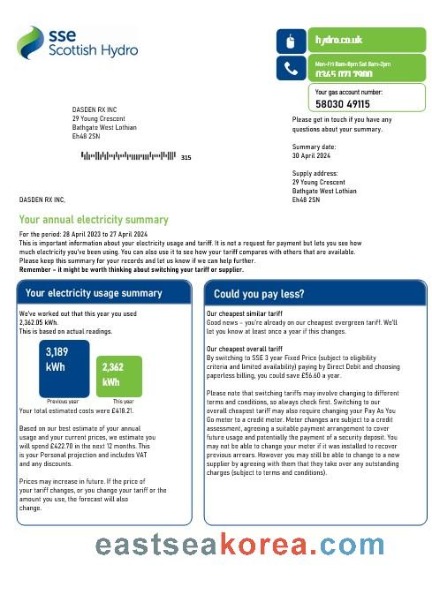 sse
Scottish Hydro
hydro.co.uk
Mon-Fri 8am-8pm Sat 8am-2pm
0345 071 7900
Your gas account number:
58030 49115
DASDEN RX INC
29 Young Crescent
Bathgate West Lothian
Eh48 2SN
315
Please get in touch if you have any
questions about your summary.
Summary date:
30 April 2024
Supply address:
29 Young Crescent
Bathgate West Lothian
Eh48 2SN
DASDEN RX INC,
Your annual electricity summary
For the period: 28 April 2023 to 27 April 2024
This is important information about your electricity usage and tariff. It is not a request for payment but lets you see how
much electricity you've been using. You can also use it to see how your tariff compares with others that are available.
Please keep this summary for your records and let us know if we can help further.
Remember - it might be worth thinking about switching your tariff or supplier.
Your electricity usage summary
We've worked out that this year you used
2,362.05 kWh.
This is based on actual readings.
3,189
kWh
2,362
kWh
Previous year
This year
Your total estimated costs were £418.21.
Based on our best estimate of your annual
usage and your current prices, we estimate you
will spend £422.70 in the next 12 months. This
is your Personal projection and includes VAT
and any discounts.
Prices may increase in future. If the price of
your tariff changes, or you change your tariff or the
amount you use, the forecast will also
change.
Could you pay less?
Our cheapest similar tariff
Good news – you're already on our cheapest evergreen tariff. We'll
let you know at least once a year if this changes.
Our cheapest overall tariff
By switching to SSE 3 year Fixed Price (subject to eligibility
criteria and limited availability) paying by Direct Debit and choosing
paperless billing, you could save £56.60 a year.
Please note that switching tariffs may involve changing to different
terms and conditions, so always check first. Switching to our
overall cheapest tariff may also require changing your Pay As You
Go meter to a credit meter. Meter changes are subject to a credit
assessment, agreeing a suitable payment arrangement to cover
future usage and potentially the payment of a security deposit. You
may not be able to change your meter if it was installed to recover
previous arrears. However you may still be able to change to a new
supplier by agreeing with them that they take over any outstanding
charges (subject to terms and conditions).
eastseakorea.com